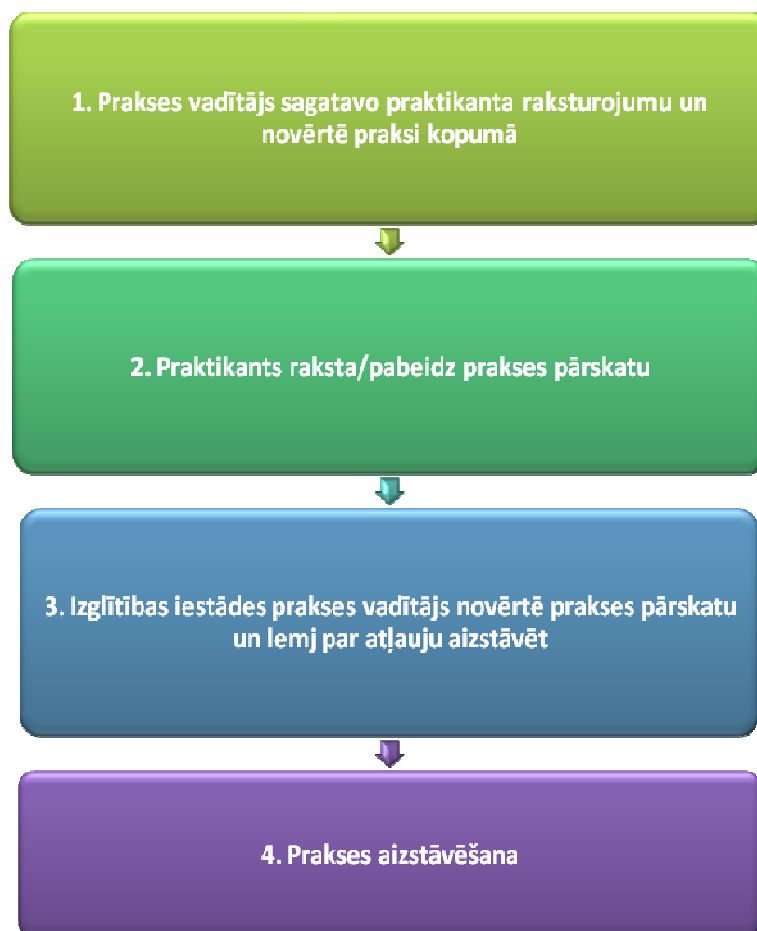 1. Prakses vadītājs sagatavo praktikanta raksturojumu un
novērtē praksi kopumā
2. Praktikants raksta/pabeidz prakses pārskatu
3. Izglītības iestādes prakses vadītājs novērtē prakses pārskatu
un lemj par atļauju aizstāvēt
4. Prakses aizstāvēšana